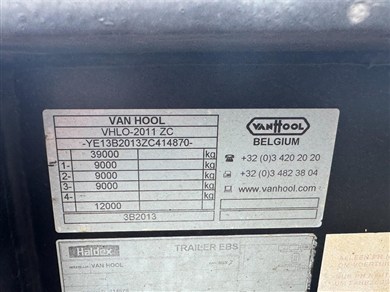 VAN HOOL
VHLO-2011 ZC
-YE13B2013ZC414870-
39000 kg
1- 9000 kg
2- 9000 kg
3- 9000 kg
4- kg
12000 kg
3B2013
VANHOOL
BELGIUM
+32 (0)3 420 20 20
+32 (0)3 482 38 04
www.vanhool.com
Haldex TRAILER EBS
VAN HOOL